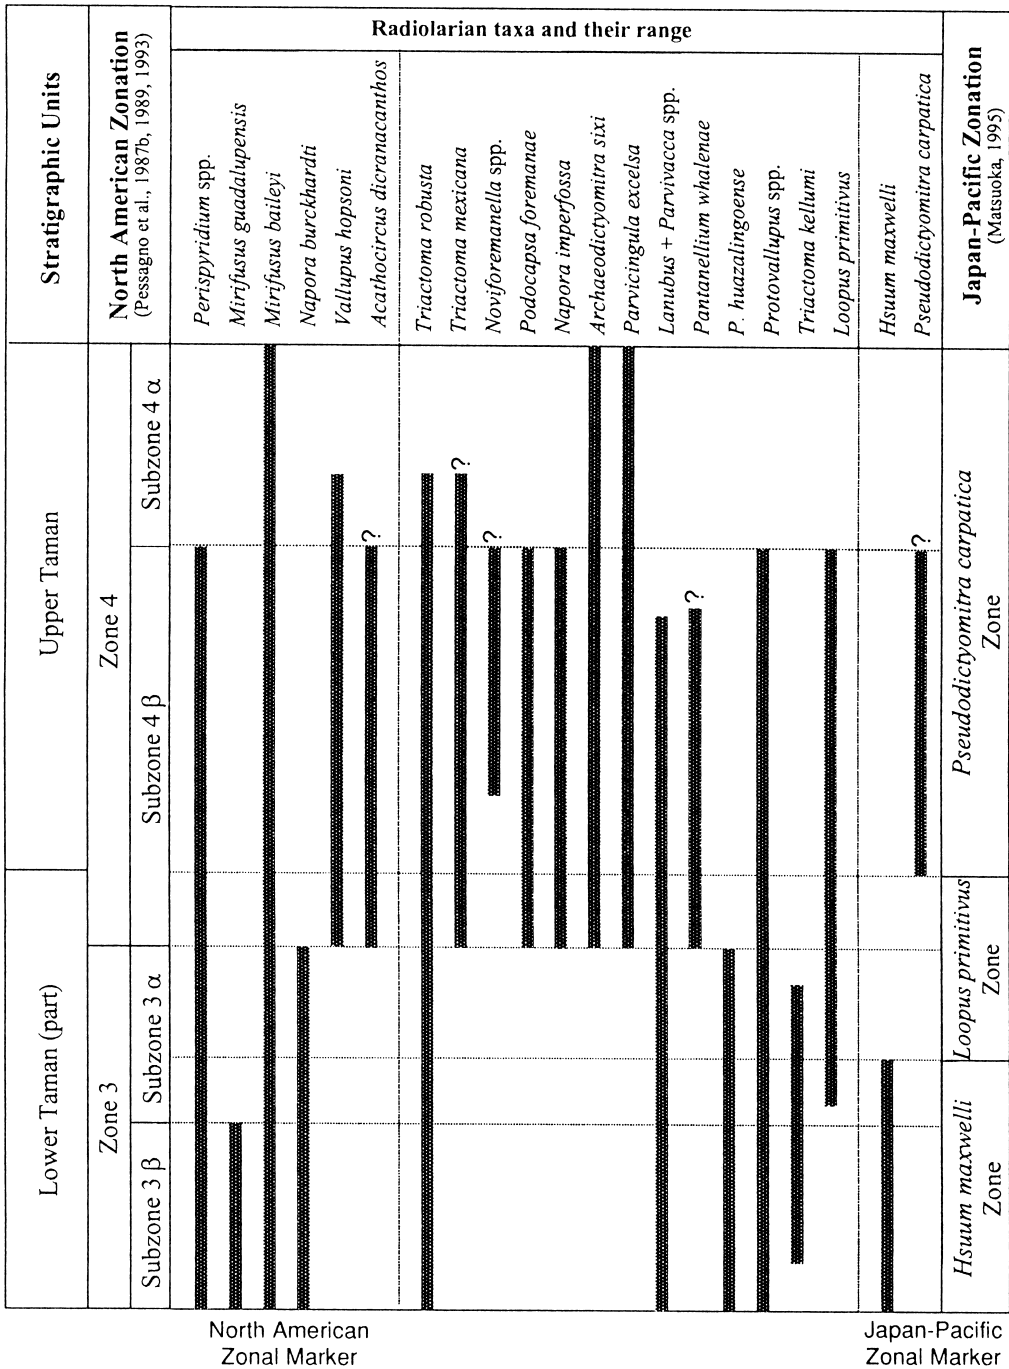 Stratigraphic Units
North American Zonation
(Pessagno et al., 1987b, 1989, 1993)
Radiolarian taxa and their range
Perispyridium spp.
Mirifusus guadalupensis
Mirifusus baileyi
Napora burckhardti
Vallupus hopsoni
Acathocircus dicranacanthos
Triactoma robusta
Triactoma mexicana
Noviforemanella spp.
Podocapsa foremanae
Napora imperfossa
Archaeodictyomitra sixi
Parvicingula excelsa
Lanubus + Parvivacca spp.
Pantanellium whalenae
P. huazalingoense
Protovallupus spp.
Triactoma kellumi
Loopus primitivus
Hsuum maxwelli
Pseudodictyomitra carpatica
Japan-Pacific Zonation
(Matsuoka, 1995)
Upper Taman
Lower Taman (part)
Zone 4
Zone 3
Subzone 4 α
Subzone 4 β
Subzone 3 α
Subzone 3 β
?
?
?
?
?
Pseudodictyomitra carpatica
Zone
Loopus primitivus
Zone
Hsuum maxwelli
Zone
North American
Zonal Marker
Japan-Pacific
Zonal Marker